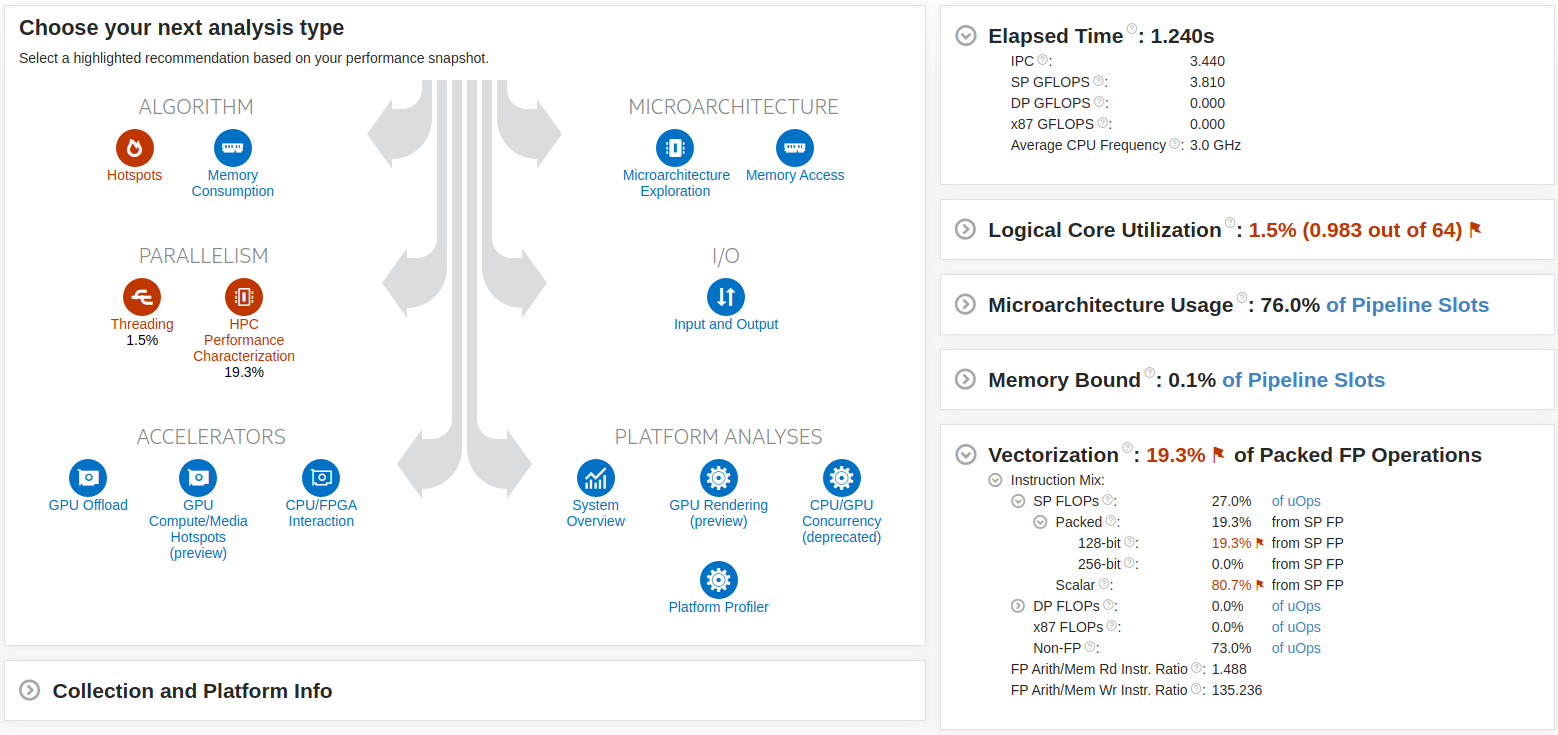 Choose your next analysis type
Select a highlighted recommendation based on your performance snapshot.
ALGORITHM
Hotspots
Memory
Consumption
MICROARCHITECTURE
Microarchitecture
Exploration
Memory Access
PARALLELISM
Threading
1.5%
HPC
Performance
Characterization
19.3%
I/O
Input and Output
ACCELERATORS
GPU Offload
GPU
Compute/Media
Hotspots
(preview)
CPU/FPGA
Interaction
PLATFORM ANALYSES
System
Overview
GPU Rendering
(preview)
CPU/GPU
Concurrency
(deprecated)
Platform Profiler
Collection and Platform Info
Elapsed Time ?: 1.240s
IPC ?: 3.440
SP GFLOPS ?: 3.810
DP GFLOPS ?: 0.000
x87 GFLOPS ?: 0.000
Average CPU Frequency ?: 3.0 GHz
Logical Core Utilization ?: 1.5% (0.983 out of 64)
Microarchitecture Usage ?: 76.0% of Pipeline Slots
Memory Bound ?: 0.1% of Pipeline Slots
Vectorization ?: 19.3% of Packed FP Operations
Instruction Mix:
SP FLOPs ?: 27.0% of uOps
Packed ?: 19.3% from SP FP
128-bit ?: 19.3% from SP FP
256-bit ?: 0.0% from SP FP
Scalar ?: 80.7% from SP FP
DP FLOPs ?: 0.0% of uOps
x87 FLOPs ?: 0.0% of uOps
Non-FP ?: 73.0% of uOps
FP Arith/Mem Rd Instr. Ratio ?: 1.488
FP Arith/Mem Wr Instr. Ratio ?: 135.236